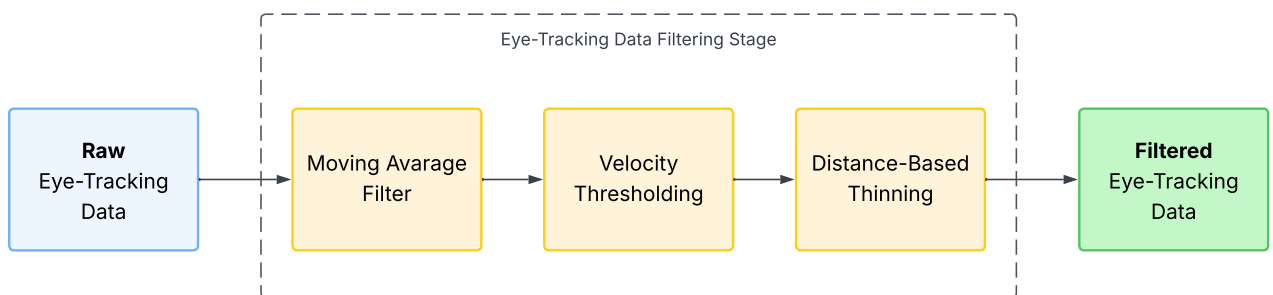 Eye-Tracking Data Filtering Stage
Raw
Eye-Tracking
Data
Moving Avarage
Filter
Velocity
Thresholding
Distance-Based
Thinning
Filtered
Eye-Tracking
Data